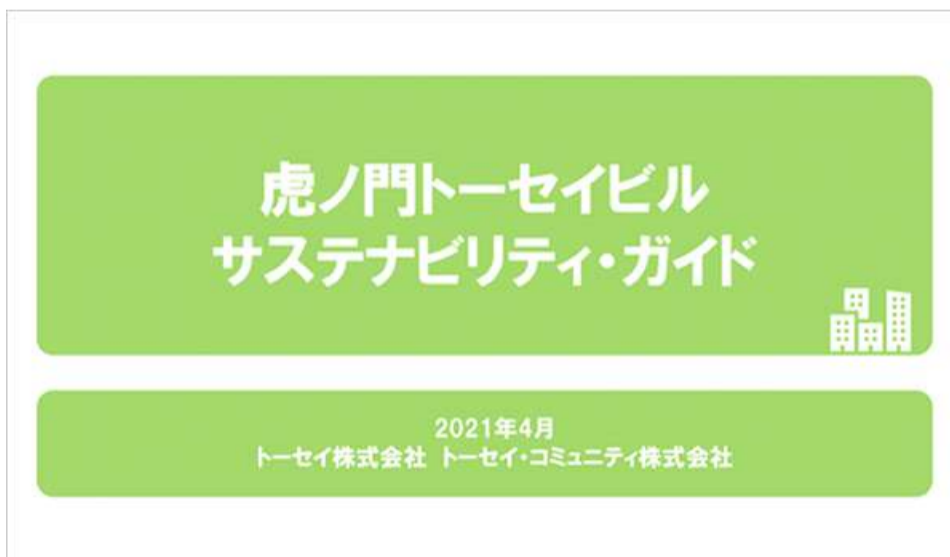 虎ノ門トーセイビル
サステナビリティ・ガイド
2021年4月
トーセイ株式会社 トーセイ・コミュニティ株式会社